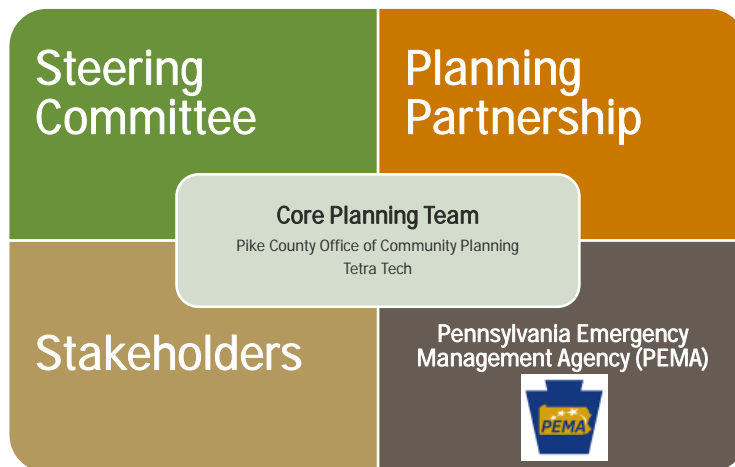 Steering
Committee
Planning
Partnership
Core Planning Team
Pike County Office of Community Planning
Tetra Tech
Stakeholders
Pennsylvania Emergency
Management Agency (PEMA)
PEMA